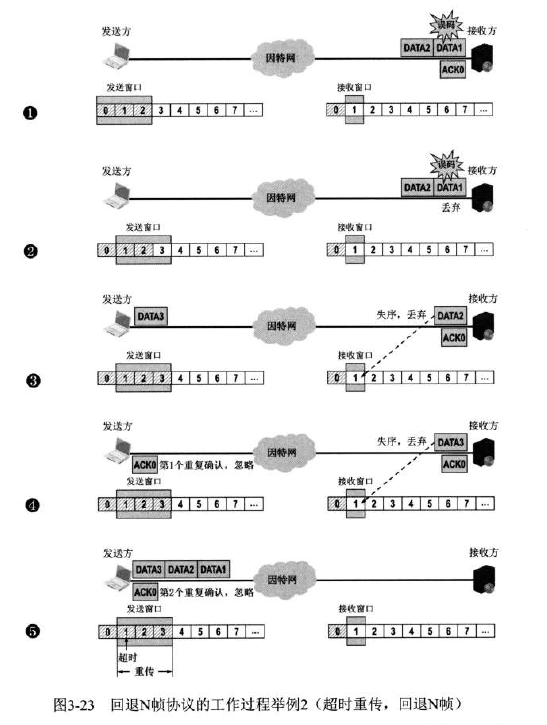 误码
发送方 接收方
DATA2 DATA1
因特网
ACK0
发送窗口 接收窗口
❶ 0 1 2 3 4 5 6 7 ... 0 1 2 3 4 5 6 7 ...
误码
发送方 接收方
DATA2 DATA1
因特网
丢弃
发送窗口 接收窗口
❷ 0 1 2 3 4 5 6 7 ... 0 1 2 3 4 5 6 7 ...
发送方 接收方
DATA3 因特网 失序，丢弃 DATA2
ACK0
发送窗口 接收窗口
❸ 0 1 2 3 4 5 6 7 ... 0 1 2 3 4 5 6 7 ...
发送方 接收方
因特网 失序，丢弃 DATA3
ACK0 第1个重复确认，忽略 ACK0
发送窗口 接收窗口
❹ 0 1 2 3 4 5 6 7 ... 0 1 2 3 4 5 6 7 ...
发送方 接收方
DATA3 DATA2 DATA1 因特网
ACK0 第2个重复确认，忽略
发送窗口 接收窗口
❺ 0 1 2 3 4 5 6 7 ... 0 1 2 3 4 5 6 7 ...
超时
重传
图3-23 回退N帧协议的工作过程举例2（超时重传，回退N帧）